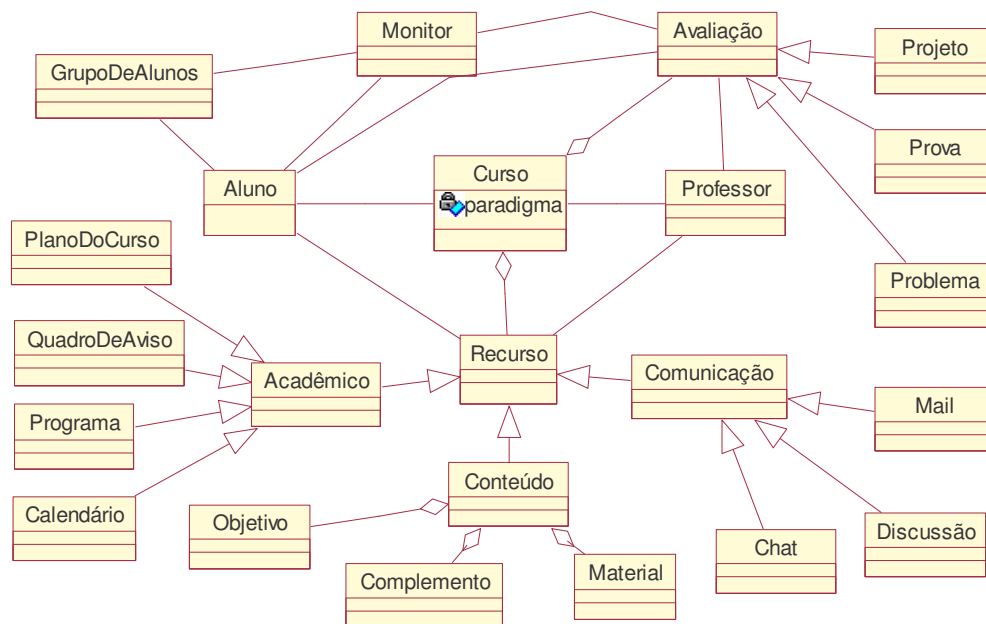 Monitor
Avaliação
Projeto
GrupoDeAlunos
Prova
Curso
paradigma
Aluno
Professor
PlanoDoCurso
Problema
QuadroDeAviso
Recurso
Acadêmico
Comunicação
Programa
Mail
Conteúdo
Calendário
Objetivo
Discussão
Chat
Complemento
Material